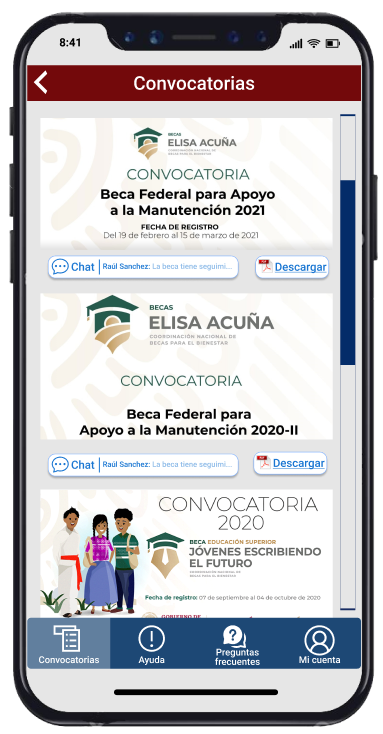 8:41
Convocatorias
BECAS
ELISA ACUÑA
COORDINACIÓN NACIONAL DE
BECAS PARA EL BIENESTAR
CONVOCATORIA
Beca Federal para Apoyo
a la Manutención 2021
FECHA DE REGISTRO
Del 19 de febrero al 15 de marzo de 2021
Chat Raúl Sanchez: La beca tiene seguimi...
PDF Descargar
BECAS
ELISA ACUÑA
COORDINACIÓN NACIONAL DE
BECAS PARA EL BIENESTAR
CONVOCATORIA
Beca Federal para
Apoyo a la Manutención 2020-II
Chat Raúl Sanchez: La beca tiene seguimi...
PDF Descargar
CONVOCATORIA
2020
BECA EDUCACIÓN SUPERIOR
JÓVENES ESCRIBIENDO
EL FUTURO
COORDINACIÓN NACIONAL DE
BECAS PARA EL BIENESTAR
Fecha de registro: 07 de septiembre al 04 de octubre de 2020
GOBIERNO DE
Convocatorias
Ayuda
Preguntas
frecuentes
Mi cuenta